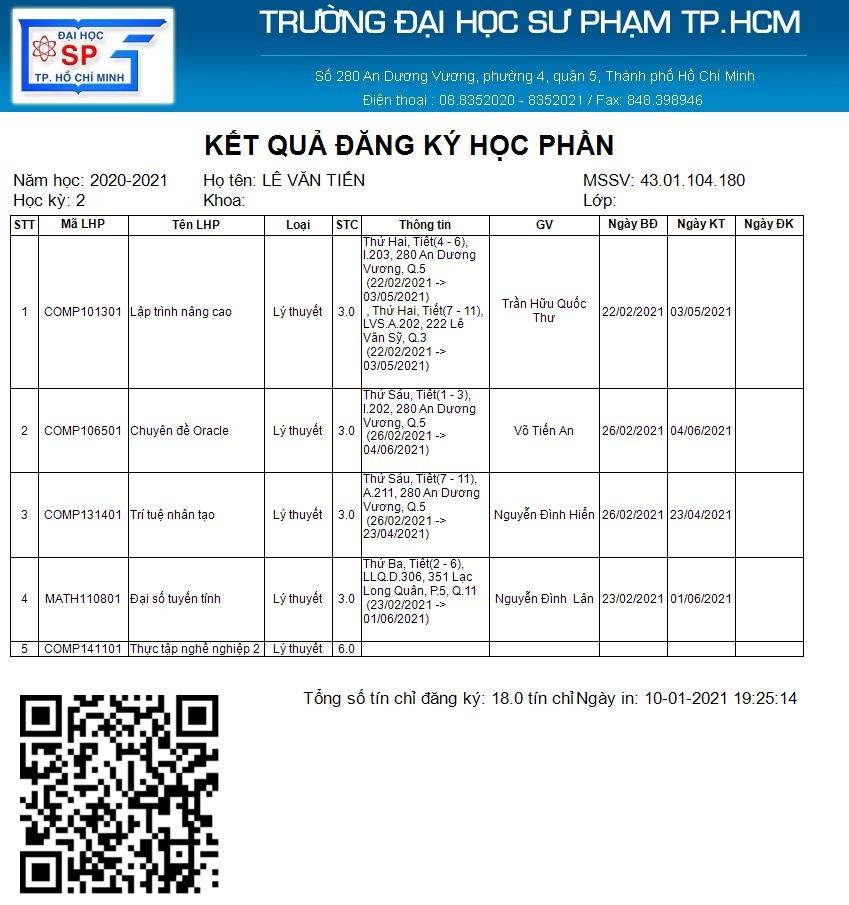 ĐẠI HỌC
SP
TP. HỒ CHÍ MINH
TRƯỜNG ĐẠI HỌC SƯ PHẠM TP.HCM
Số 280 An Dương Vương, phường 4, quận 5, Thành phố Hồ Chí Minh
Điện thoại : 08.8352020 - 8352021 / Fax: 848.398946
KẾT QUẢ ĐĂNG KÝ HỌC PHẦN
Năm học: 2020-2021 Họ tên: LÊ VĂN TIẾN MSSV: 43.01.104.180
Học kỳ: 2 Khoa: Lớp:
STT Mã LHP Tên LHP Loại STC Thông tin GV Ngày BĐ Ngày KT Ngày ĐK
1 COMP101301 Lập trình nâng cao Lý thuyết 3.0
Thứ Hai, Tiết(4 - 6),
I.203, 280 An Dương
Vương, Q.5
(22/02/2021 ->
03/05/2021)
, Thứ Hai, Tiết(7 - 11),
LVS.A.202, 222 Lê
Văn Sỹ, Q.3
(22/02/2021 ->
03/05/2021)
Trần Hữu Quốc
Thư
22/02/2021 03/05/2021
2 COMP106501 Chuyên đề Oracle Lý thuyết 3.0
Thứ Sáu, Tiết(1 - 3),
I.202, 280 An Dương
Vương, Q.5
(26/02/2021 ->
04/06/2021)
Võ Tiến An 26/02/2021 04/06/2021
3 COMP131401 Trí tuệ nhân tạo Lý thuyết 3.0
Thứ Sáu, Tiết(7 - 11),
A.211, 280 An Dương
Vương, Q.5
(26/02/2021 ->
23/04/2021)
Nguyễn Đình Hiển 26/02/2021 23/04/2021
4 MATH110801 Đại số tuyến tính Lý thuyết 3.0
Thứ Ba, Tiết(2 - 6),
LLQ.D.306, 351 Lạc
Long Quân, P.5, Q.11
(23/02/2021 ->
01/06/2021)
Nguyễn Đình Lân 23/02/2021 01/06/2021
5 COMP141101 Thực tập nghề nghiệp 2 Lý thuyết 6.0
Tổng số tín chỉ đăng ký: 18.0 tín chỉ Ngày in: 10-01-2021 19:25:14